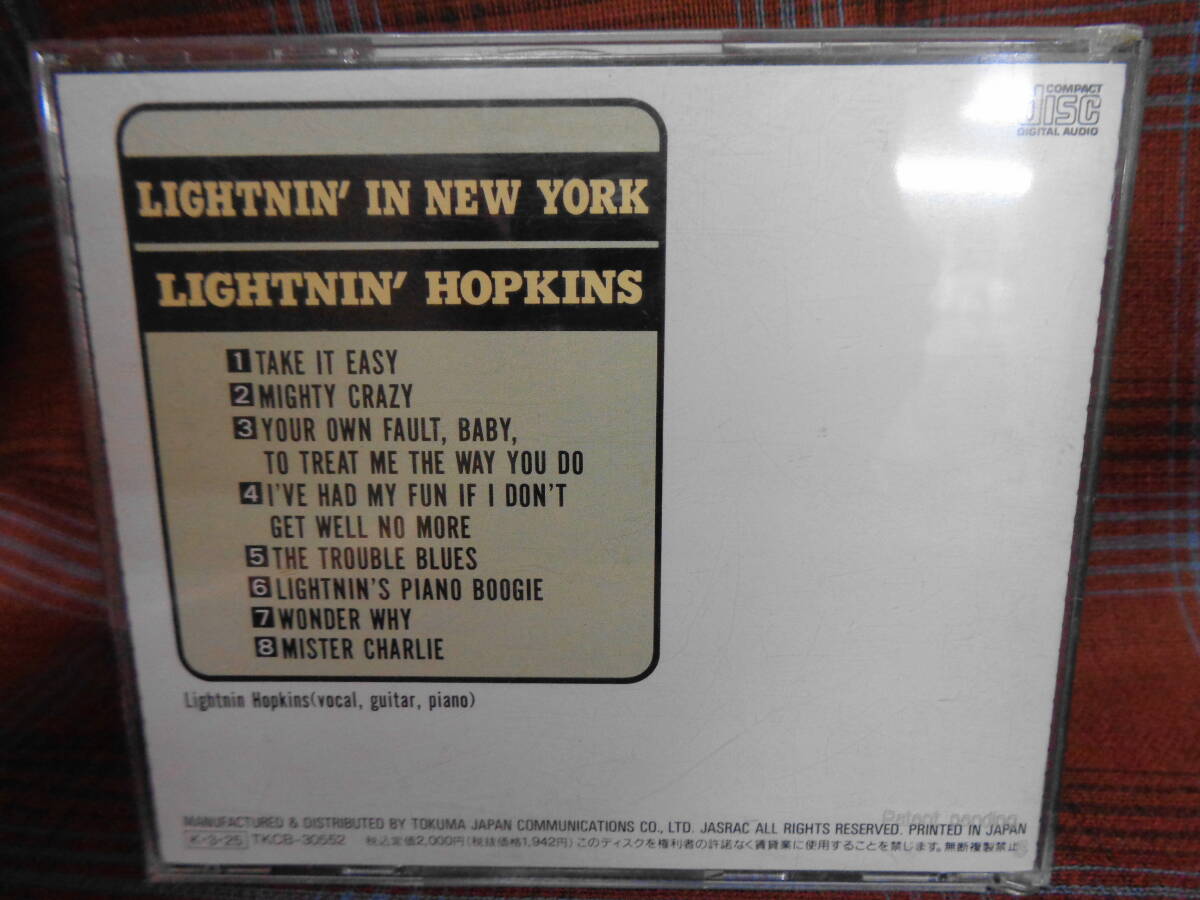 COMPACT
disc
DIGITAL AUDIO
LIGHTNIN' IN NEW YORK
LIGHTNIN' HOPKINS
1 TAKE IT EASY
2 MIGHTY CRAZY
3 YOUR OWN FAULT, BABY,
TO TREAT ME THE WAY YOU DO
4 I'VE HAD MY FUN IF I DON'T
GET WELL NO MORE
5 THE TROUBLE BLUES
6 LIGHTNIN'S PIANO BOOGIE
7 WONDER WHY
8 MISTER CHARLIE
Lightnin Hopkins(vocal, guitar, piano)
Patent pending
MANUFACTURED & DISTRIBUTED BY TOKUMA JAPAN COMMUNICATIONS CO., LTD. JASRAC ALL RIGHTS RESERVED. PRINTED IN JAPAN
K-3-25 TKCB-30552 税込定価2,000円(税抜価格1,942円)このディスクを権利者の許諾なく賃貸業に使用することを禁じます。無断複製禁止